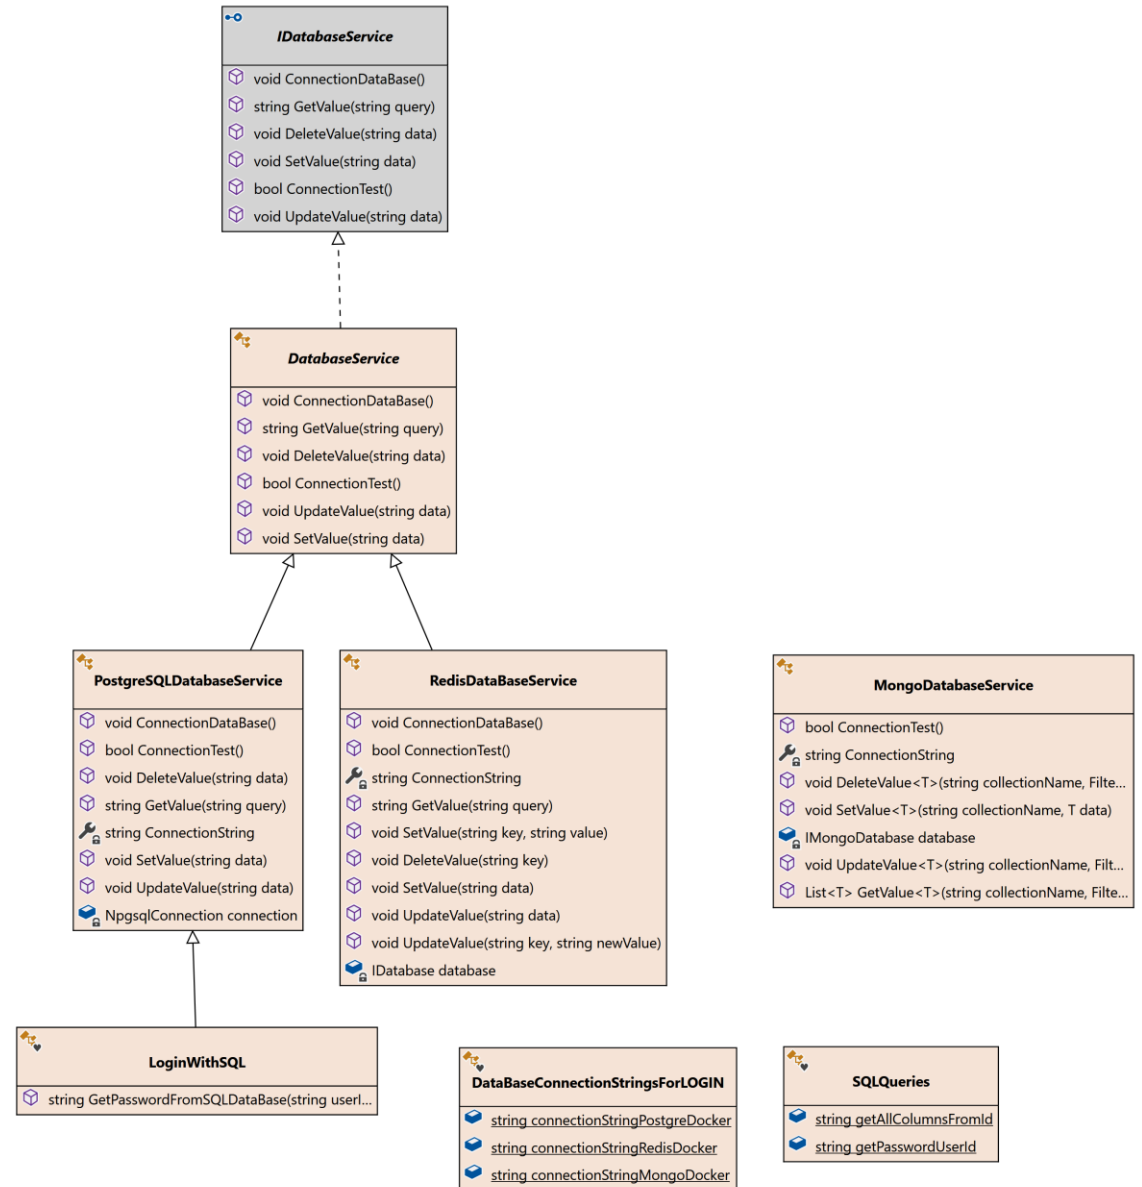 IDatabaseService
void ConnectionDataBase()
string GetValue(string query)
void DeleteValue(string data)
void SetValue(string data)
bool ConnectionTest()
void UpdateValue(string data)
DatabaseService
void ConnectionDataBase()
string GetValue(string query)
void DeleteValue(string data)
bool ConnectionTest()
void UpdateValue(string data)
void SetValue(string data)
PostgreSQLDatabaseService
void ConnectionDataBase()
bool ConnectionTest()
void DeleteValue(string data)
string GetValue(string query)
string ConnectionString
void SetValue(string data)
void UpdateValue(string data)
NpgsqlConnection connection
RedisDataBaseService
void ConnectionDataBase()
bool ConnectionTest()
string ConnectionString
string GetValue(string query)
void SetValue(string key, string value)
void DeleteValue(string key)
void SetValue(string data)
void UpdateValue(string data)
void UpdateValue(string key, string newValue)
IDatabase database
MongoDatabaseService
bool ConnectionTest()
string ConnectionString
void DeleteValue<T>(string collectionName, Filte...
void SetValue<T>(string collectionName, T data)
IMongoDatabase database
void UpdateValue<T>(string collectionName, Filt...
List<T> GetValue<T>(string collectionName, Filte...
LoginWithSQL
string GetPasswordFromSQLDataBase(string userI...
DataBaseConnectionStringsForLOGIN
string connectionStringPostgreDocker
string connectionStringRedisDocker
string connectionStringMongoDocker
SQLQueries
string getAllColumnsFromId
string getPasswordUserId